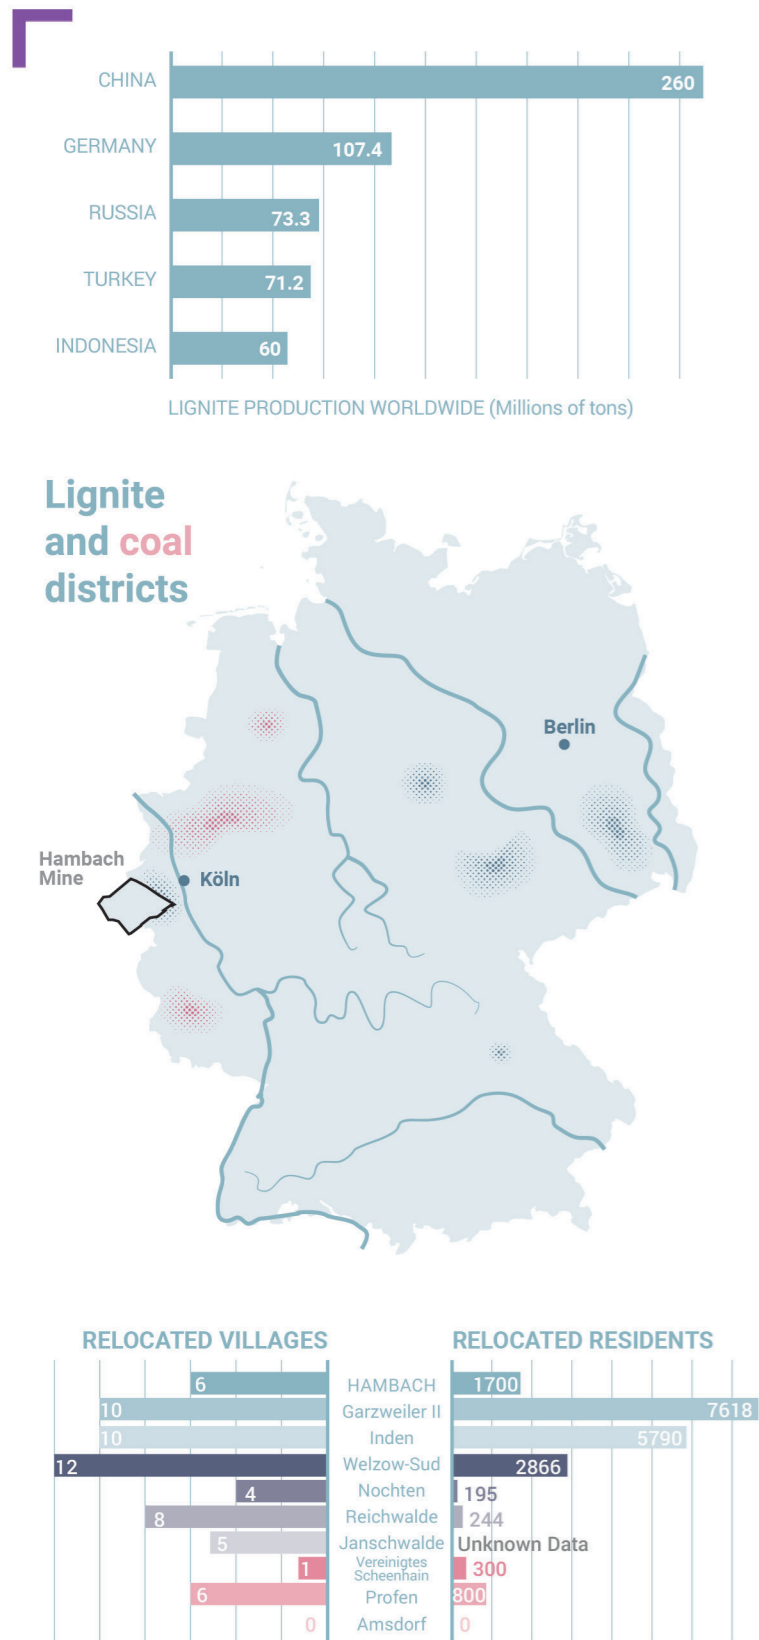 CHINA 260
GERMANY 107.4
RUSSIA 73.3
TURKEY 71.2
INDONESIA 60
LIGNITE PRODUCTION WORLDWIDE (Millions of tons)
Lignite
and coal
districts
Berlin
Hambach
Mine
Köln
RELOCATED VILLAGES RELOCATED RESIDENTS
6 HAMBACH 1700
10 Garzweiler II 7618
10 Inden 5790
12 Welzow-Sud 2866
4 Nochten 195
8 Reichwalde 244
5 Janschwalde Unknown Data
1 Vereinigtes
Scheenhain 300
6 Profen 800
0 Amsdorf 0